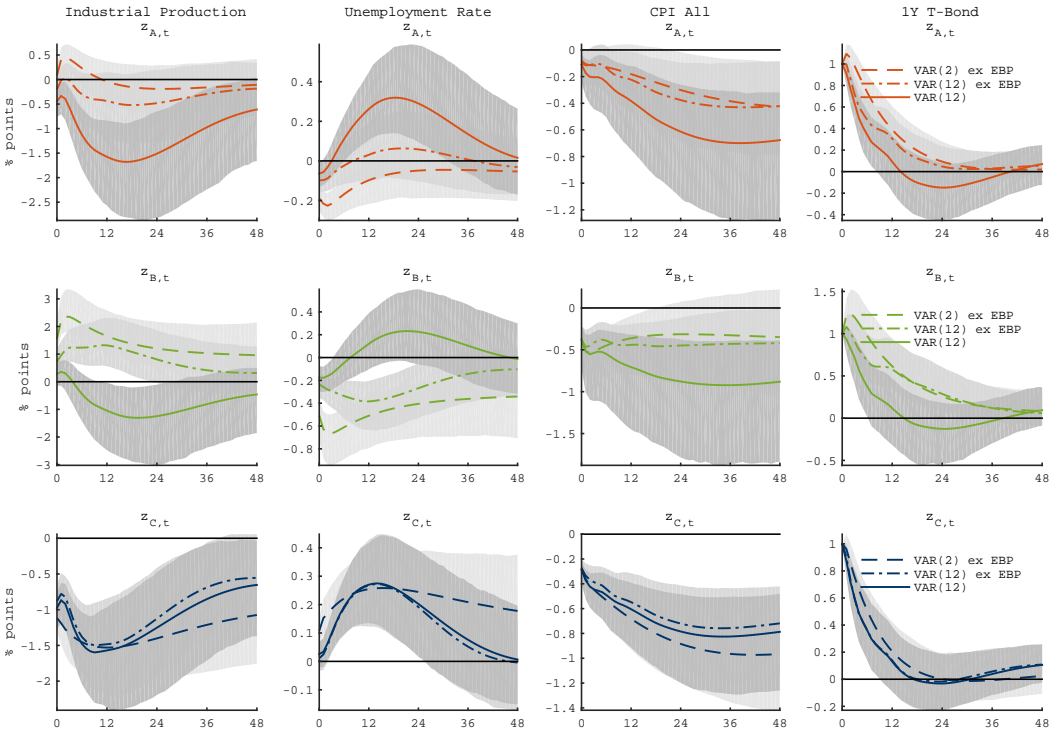 Industrial Production
Unemployment Rate
CPI All
1Y T-Bond
z_{A,t}
z_{A,t}
z_{A,t}
z_{A,t}
% points
0.5
0
-0.5
-1
-1.5
-2
-2.5
0 12 24 36 48
0.6
0.4
0.2
0
-0.2
0 12 24 36 48
0
-0.2
-0.4
-0.6
-0.8
-1
-1.2
0 12 24 36 48
1
0.8
0.6
0.4
0.2
0
-0.2
-0.4
0 12 24 36 48
VAR(2) ex EBP
VAR(12) ex EBP
VAR(12)
z_{B,t}
z_{B,t}
z_{B,t}
z_{B,t}
% points
3
2
1
0
-1
-2
-3
0 12 24 36 48
0.4
0.2
0
-0.2
-0.4
-0.6
-0.8
0 12 24 36 48
0
-0.5
-1
-1.5
0 12 24 36 48
1.5
1
0.5
0
-0.5
0 12 24 36 48
VAR(2) ex EBP
VAR(12) ex EBP
VAR(12)
z_{C,t}
z_{C,t}
z_{C,t}
z_{C,t}
% points
0
-0.5
-1
-1.5
-2
0 12 24 36 48
0.4
0.3
0.2
0.1
0
-0.1
0 12 24 36 48
0
-0.2
-0.4
-0.6
-0.8
-1
-1.2
-1.4
0 12 24 36 48
1
0.8
0.6
0.4
0.2
0
-0.2
0 12 24 36 48
VAR(2) ex EBP
VAR(12) ex EBP
VAR(12)